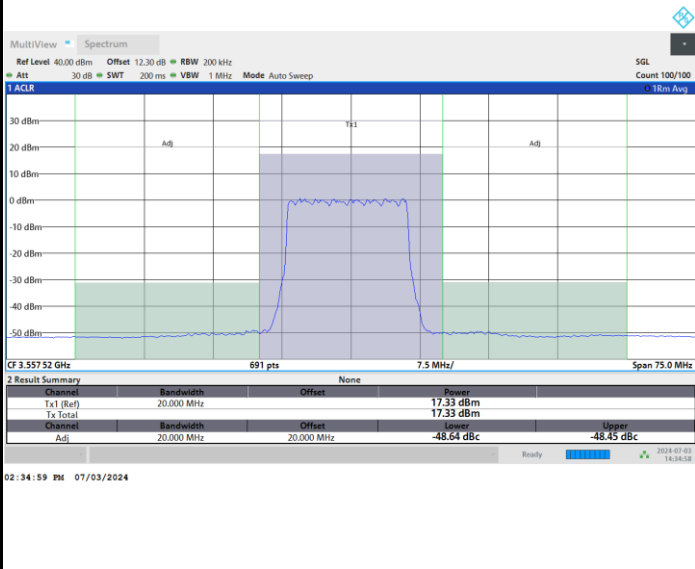 MultiView Spectrum
Ref Level 40.00 dBm Offset 12.30 dB RBW 200 kHz SGL
Att 30 dB SWT 200 ms VBW 1 MHz Mode Auto Sweep Count 100/100
1 ACLR 1Rm Avg
30 dBm
Tx1
Adj
Adj
20 dBm
10 dBm
0 dBm
-10 dBm
-20 dBm
-30 dBm
-40 dBm
-50 dBm
CF 3.557 52 GHz 691 pts 7.5 MHz/ Span 75.0 MHz
2 Result Summary None
Channel Bandwidth Offset Power
Tx1 (Ref) 20.000 MHz 17.33 dBm
Tx Total 17.33 dBm
Channel Bandwidth Offset Lower Upper
Adj 20.000 MHz 20.000 MHz -48.64 dBc -48.45 dBc
Ready 2024-07-03
14:34:58
02:34:59 PM 07/03/2024